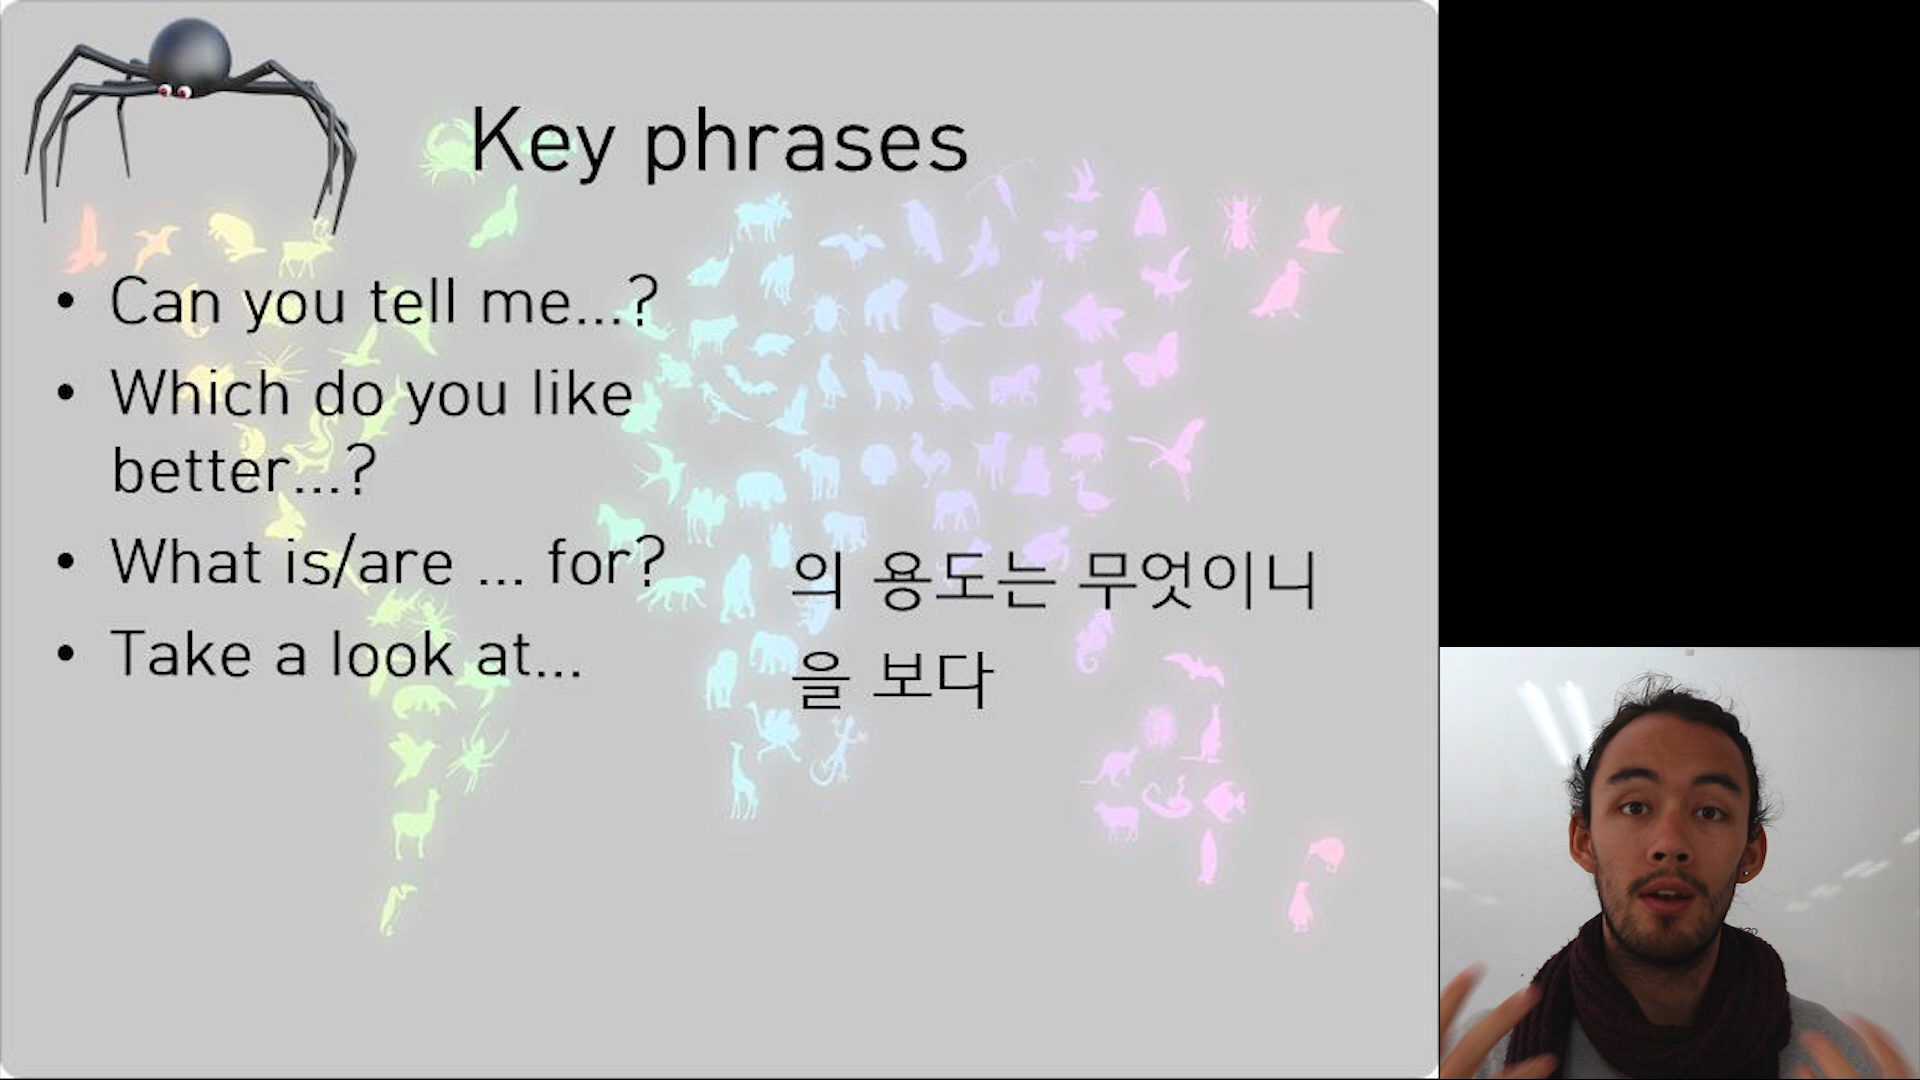 Key phrases
• Can you tell me...?
• Which do you like
better...?
• What is/are ... for?
의 용도는 무엇이니
• Take a look at...
을 보다